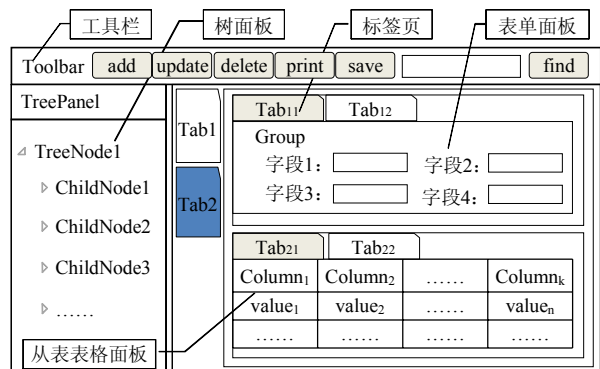 工具栏 树面板 标签页 表单面板
Toolbar add update delete print save find
TreePanel
TreeNode1
ChildNode1
ChildNode2
ChildNode3
……
Tab1
Tab2
Tab11 Tab12
Group
字段1: 字段2:
字段3: 字段4:
Tab21 Tab22
Column1 Column2 …… Columnk
value1 value2 …… valuen
…… …… …… ……
从表表格面板